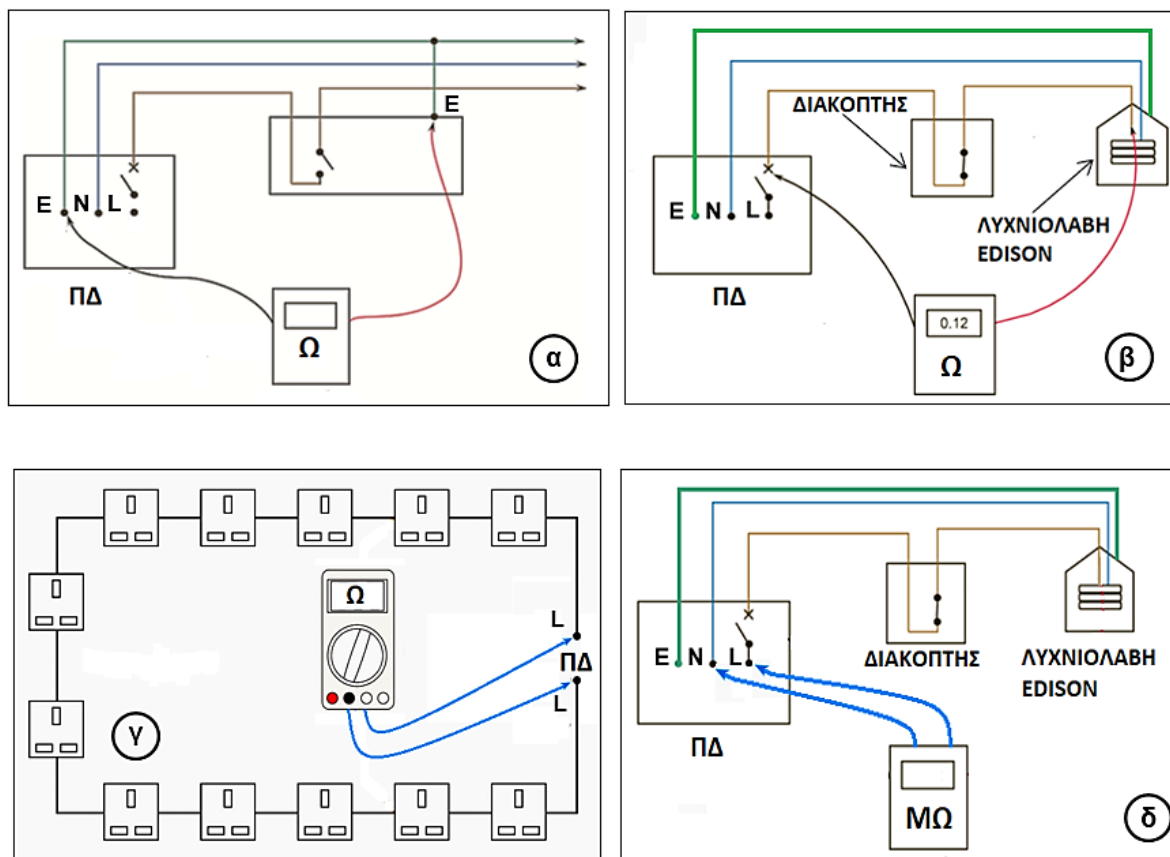 E
E N L
ΠΔ
Ω
α
ΔΙΑΚΟΠΤΗΣ
E N L
ΛΥΧΝΙΟΛΑΒΗ
EDISON
ΠΔ
0.12
Ω
β
Ω
L
ΠΔ
L
γ
E N L
ΔΙΑΚΟΠΤΗΣ
ΛΥΧΝΙΟΛΑΒΗ
EDISON
ΠΔ
ΜΩ
δ